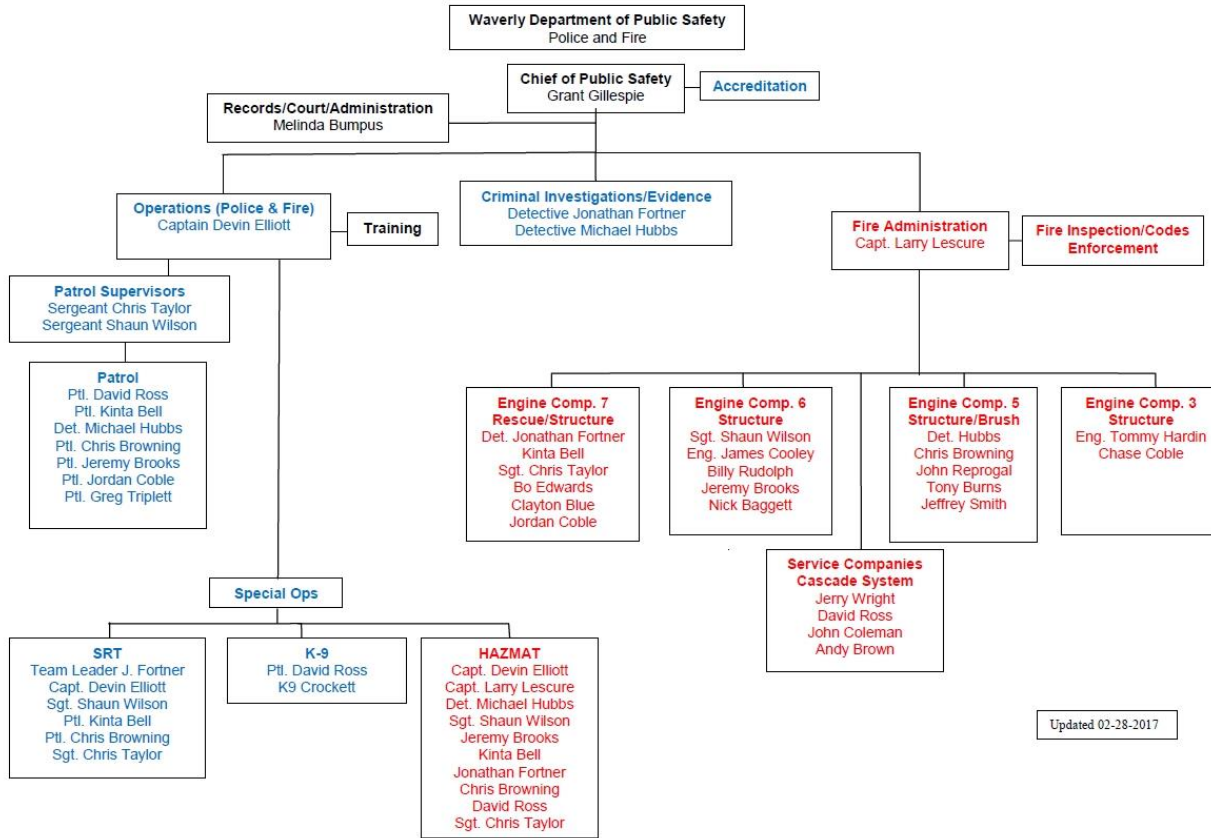 Waverly Department of Public Safety
Police and Fire
Chief of Public Safety
Grant Gillespie
Accreditation
Records/Court/Administration
Melinda Bumpus
Operations (Police & Fire)
Captain Devin Elliott
Training
Criminal Investigations/Evidence
Detective Jonathan Fortner
Detective Michael Hubbs
Fire Administration
Capt. Larry Lescure
Fire Inspection/Codes
Enforcement
Patrol Supervisors
Sergeant Chris Taylor
Sergeant Shaun Wilson
Patrol
Ptl. David Ross
Ptl. Kinta Bell
Det. Michael Hubbs
Ptl. Chris Browning
Ptl. Jeremy Brooks
Ptl. Jordan Coble
Ptl. Greg Triplett
Engine Comp. 7
Rescue/Structure
Det. Jonathan Fortner
Kinta Bell
Sgt. Chris Taylor
Bo Edwards
Clayton Blue
Jordan Coble
Engine Comp. 6
Structure
Sgt. Shaun Wilson
Eng. James Cooley
Billy Rudolph
Jeremy Brooks
Nick Baggett
Engine Comp. 5
Structure/Brush
Det. Hubbs
Chris Browning
John Reprogal
Tony Burns
Jeffrey Smith
Engine Comp. 3
Structure
Eng. Tommy Hardin
Chase Coble
Service Companies
Cascade System
Jerry Wright
David Ross
John Coleman
Andy Brown
Special Ops
SRT
Team Leader J. Fortner
Capt. Devin Elliott
Sgt. Shaun Wilson
Ptl. Kinta Bell
Ptl. Chris Browning
Sgt. Chris Taylor
K-9
Ptl. David Ross
K9 Crockett
HAZMAT
Capt. Devin Elliott
Capt. Larry Lescure
Det. Michael Hubbs
Sgt. Shaun Wilson
Jeremy Brooks
Kinta Bell
Jonathan Fortner
Chris Browning
David Ross
Sgt. Chris Taylor
Updated 02-28-2017